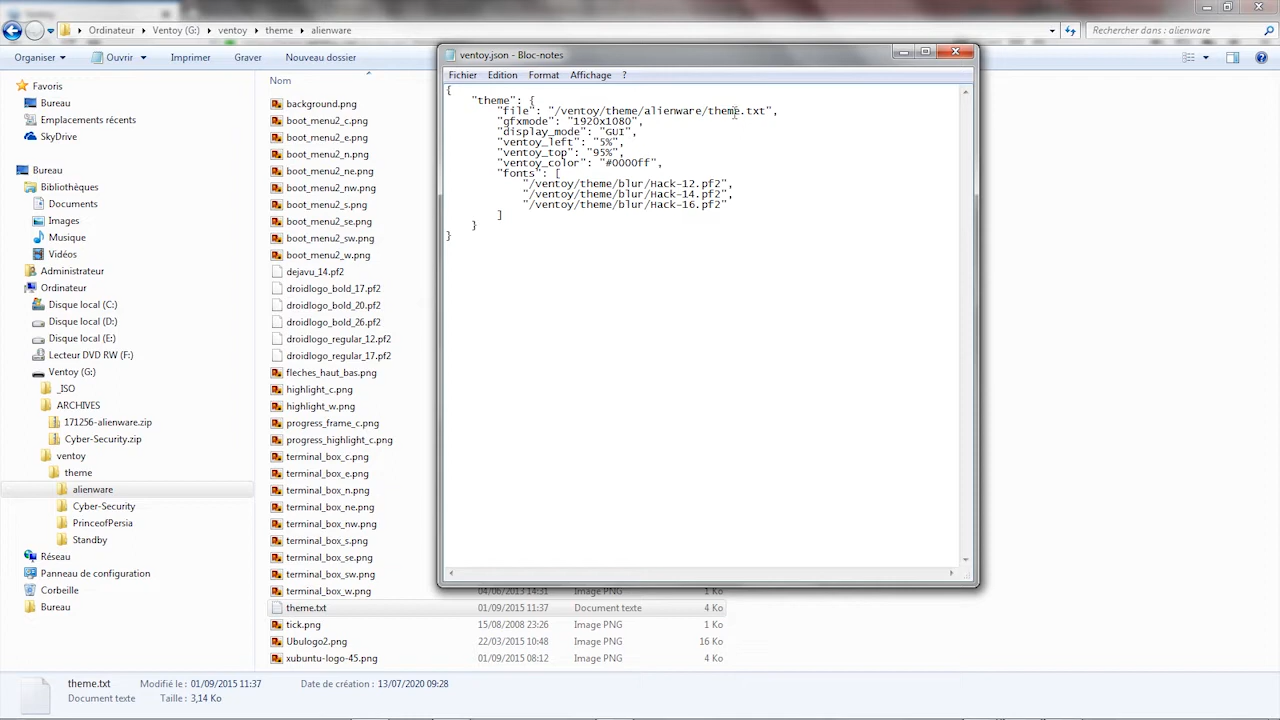 Ordinateur ▸ Ventoy (G:) ▸ ventoy ▸ theme ▸ alienware
Rechercher dans : alienware
Organiser
Ouvrir
Imprimer
Graver
Nouveau dossier
Favoris
Bureau
Emplacements récents
SkyDrive
Bureau
Bibliothèques
Documents
Images
Musique
Vidéos
Administrateur
Ordinateur
Disque local (C:)
Disque local (D:)
Disque local (E:)
Lecteur DVD RW (F:)
Ventoy (G:)
_ISO
ARCHIVES
171256-alienware.zip
Cyber-Security.zip
ventoy
theme
alienware
Cyber-Security
PrinceofPersia
Standby
Réseau
Panneau de configuration
Corbeille
Bureau
Nom
background.png
boot_menu2_c.png
boot_menu2_e.png
boot_menu2_n.png
boot_menu2_ne.png
boot_menu2_nw.png
boot_menu2_s.png
boot_menu2_se.png
boot_menu2_sw.png
boot_menu2_w.png
dejavu_14.pf2
droidlogo_bold_17.pf2
droidlogo_bold_20.pf2
droidlogo_bold_26.pf2
droidlogo_regular_12.pf2
droidlogo_regular_17.pf2
fleches_haut_bas.png
highlight_c.png
highlight_w.png
progress_frame_c.png
progress_highlight_c.png
terminal_box_c.png
terminal_box_e.png
terminal_box_n.png
terminal_box_ne.png
terminal_box_nw.png
terminal_box_s.png
terminal_box_se.png
terminal_box_sw.png
terminal_box_w.png 04/06/2013 14:31 Image PNG 1 Ko
theme.txt 01/09/2015 11:37 Document texte 4 Ko
tick.png 15/08/2008 23:26 Image PNG 1 Ko
Ubulogo2.png 22/03/2015 10:48 Image PNG 16 Ko
xubuntu-logo-45.png 01/09/2015 08:12 Image PNG 4 Ko
ventoy.json - Bloc-notes
Fichier Edition Format Affichage ?
{
"theme": {
"file": "/ventoy/theme/alienware/theme.txt",
"gfxmode": "1920x1080",
"display_mode": "GUI",
"ventoy_left": "5%",
"ventoy_top": "95%",
"ventoy_color": "#0000ff",
"fonts": [
"/ventoy/theme/blur/Hack-12.pf2",
"/ventoy/theme/blur/Hack-14.pf2",
"/ventoy/theme/blur/Hack-16.pf2"
]
}
}
theme.txt Modifié le : 01/09/2015 11:37 Date de création : 13/07/2020 09:28
Document texte Taille : 3,14 Ko